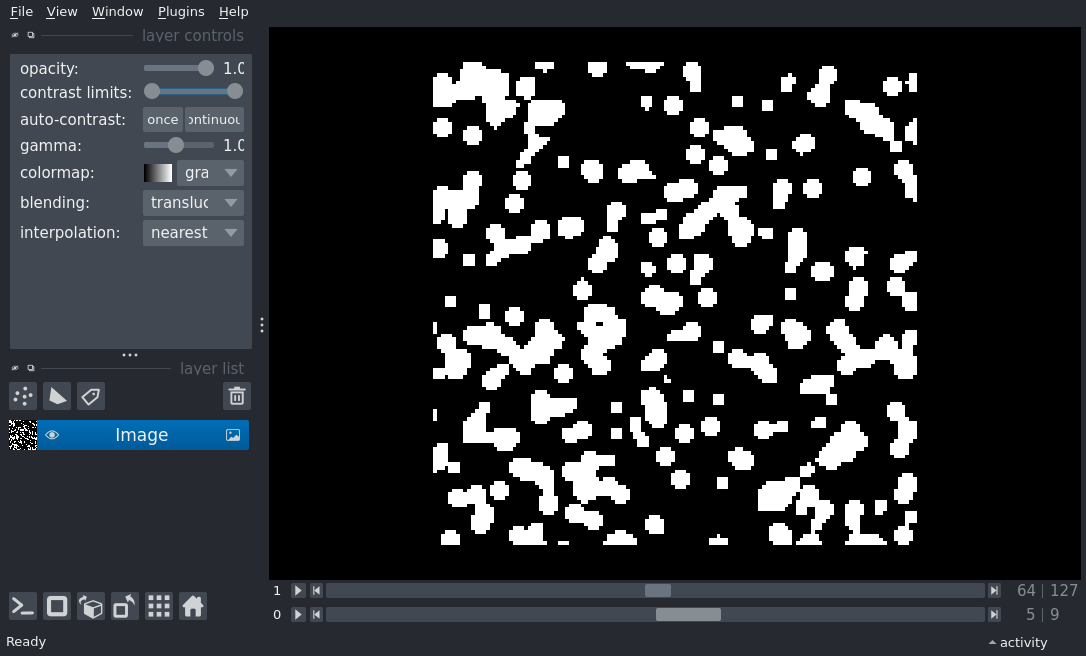 File View Window Plugins Help
layer controls
opacity: 1.0
contrast limits:
auto-contrast: once ontinuou
gamma: 1.0
colormap: gra
blending: transluc
interpolation: nearest
layer list
Image
1 64 | 127
0 5 | 9
Ready activity